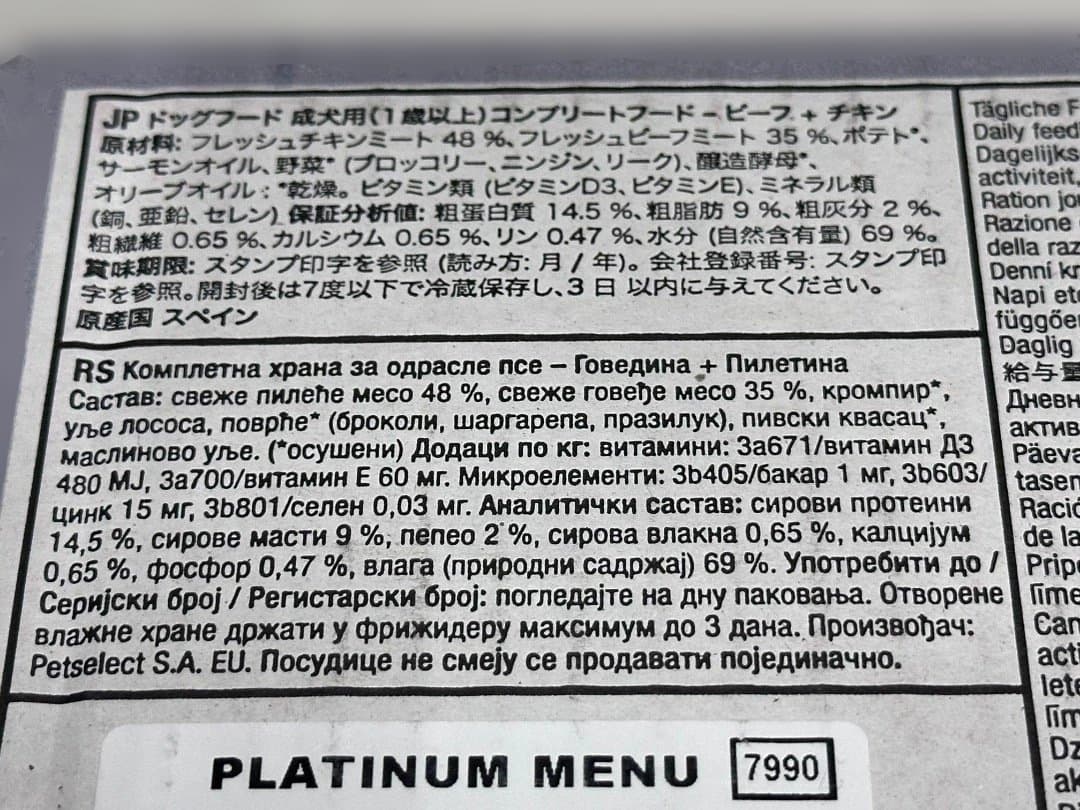 JP ドッグフード 成犬用(1歳以上)コンプリートフード – ビーフ + チキン
原材料: フレッシュチキンミート 48 %、フレッシュビーフミート 35 %、ポテト*、
サーモンオイル、野菜* (ブロッコリー、ニンジン、リーク)、醸造酵母*、
オリーブオイル : *乾燥。ビタミン類 (ビタミンD3、ビタミンE)、ミネラル類
(銅、亜鉛、セレン) 保証分析値: 粗蛋白質 14.5 %、粗脂肪 9 %、粗灰分 2 %、
粗繊維 0.65 %、カルシウム 0.65 %、リン 0.47 %、水分 (自然含有量) 69 %。
賞味期限: スタンプ印字を参照 (読み方: 月 / 年)。会社登録番号: スタンプ印
字を参照。開封後は7度以下で冷蔵保存し、3 日 以内に与えてください。
原産国 スペイン
RS Комплетна храна за одрасле псе – Говедина + Пилетина
Састав: свеже пилеће месо 48 %, свеже говеђе месо 35 %, кромпир*,
уље лососа, поврће* (броколи, шаргарепа, празилук), пивски квасац*,
маслиново уље. (*осушени) Додаци по кг: витамини: 3a671/витамин Д3
480 MJ, 3a700/витамин Е 60 мг. Микроелементи: 3b405/бакар 1 мг, 3b603/
цинк 15 мг, 3b801/селен 0,03 мг. Аналитички састав: сирови протеини
14,5 %, сирове масти 9 %, пепео 2 %, сирова влакна 0,65 %, калцијум
0,65 %, фосфор 0,47 %, влага (природни садржај) 69 %. Употребити до /
Серијски број / Регистарски број: погледајте на дну паковања. Отворене
влажне хране држати у фрижидеру максимум до 3 дана. Произвођач:
Petselect S.A. EU. Посудице не смеју се продавати појединачно.
PLATINUM MENU 7990
Tägliche F
Daily feed
Dagelijks
activiteit,
Ration jo
Razione
della raz
Denní k
Napi et
függőe
Daglig
給与量
Дневн
актив
Päeva
tasem
Racio
de la
Prip
līme
Can
acti
lete
līm
Dz
ak